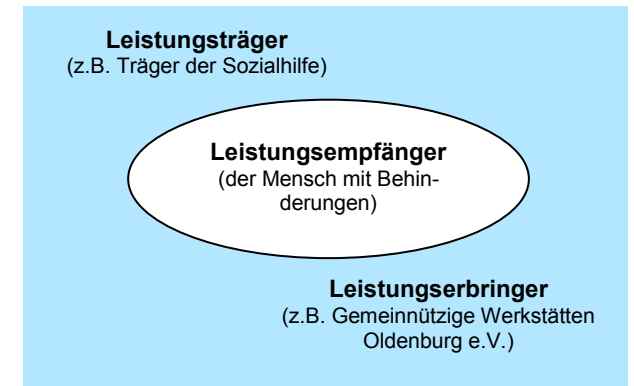 Leistungsträger
(z.B. Träger der Sozialhilfe)
Leistungsempfänger
(der Mensch mit Behin-
derungen)
Leistungserbringer
(z.B. Gemeinnützige Werkstätten
Oldenburg e.V.)